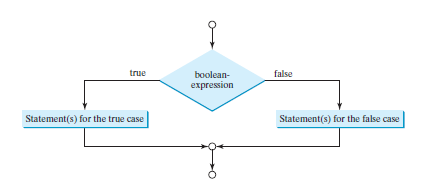 true
boolean-
expression
false
Statement(s) for the true case
Statement(s) for the false case